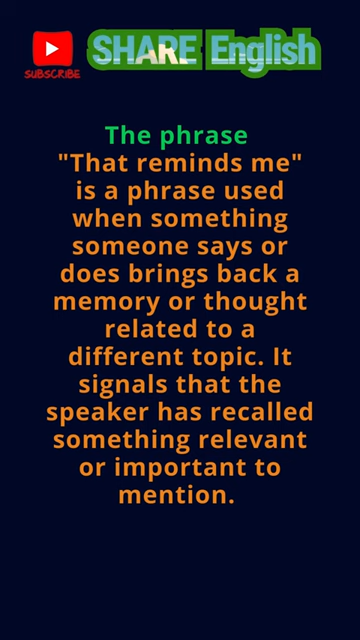 SUBSCRIBE
SHARE English
The phrase
"That reminds me"
is a phrase used
when something
someone says or
does brings back a
memory or thought
related to a
different topic. It
signals that the
speaker has recalled
something relevant
or important to
mention.